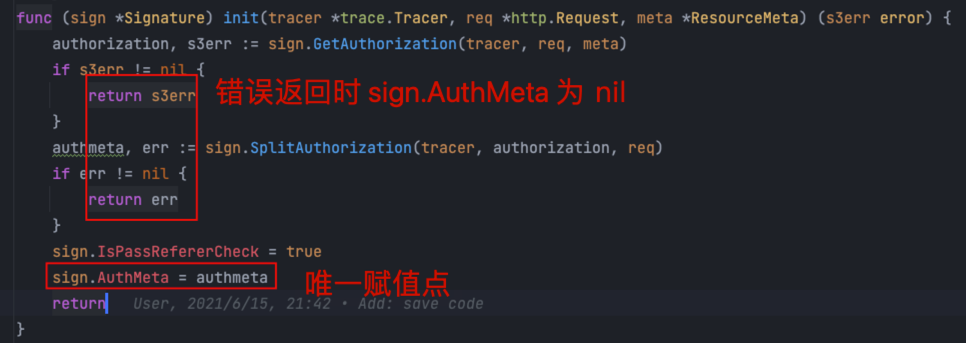 func (sign *Signature) init(tracer *trace.Tracer, req *http.Request, meta *ResourceMeta) (s3err error) {
authorization, s3err := sign.GetAuthorization(tracer, req, meta)
if s3err != nil {
return s3err
错误返回时 sign.AuthMeta 为 nil
}
authmeta, err := sign.SplitAuthorization(tracer, authorization, req)
if err != nil {
return err
}
sign.IsPassRefererCheck = true
sign.AuthMeta = authmeta
唯一赋值点
return User, 2021/6/15, 21:42 • Add: save code
}